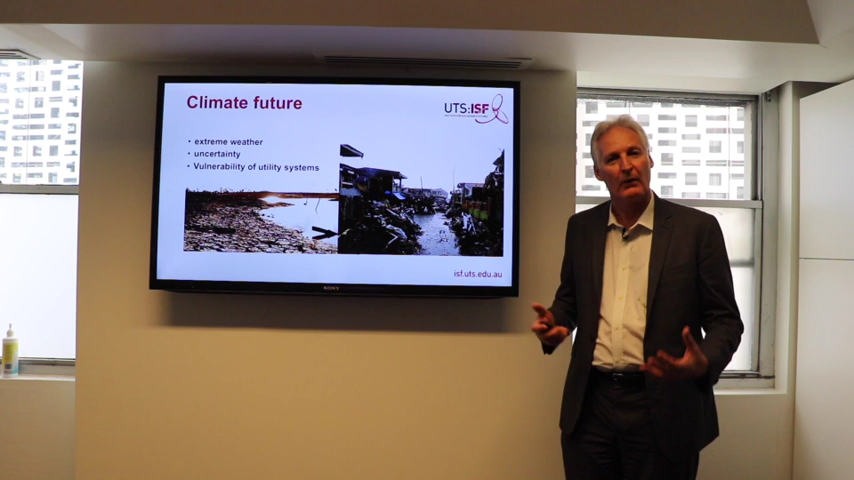 Climate future
UTS:ISF
• extreme weather
• uncertainty
• Vulnerability of utility systems
isf.uts.edu.au
SONY